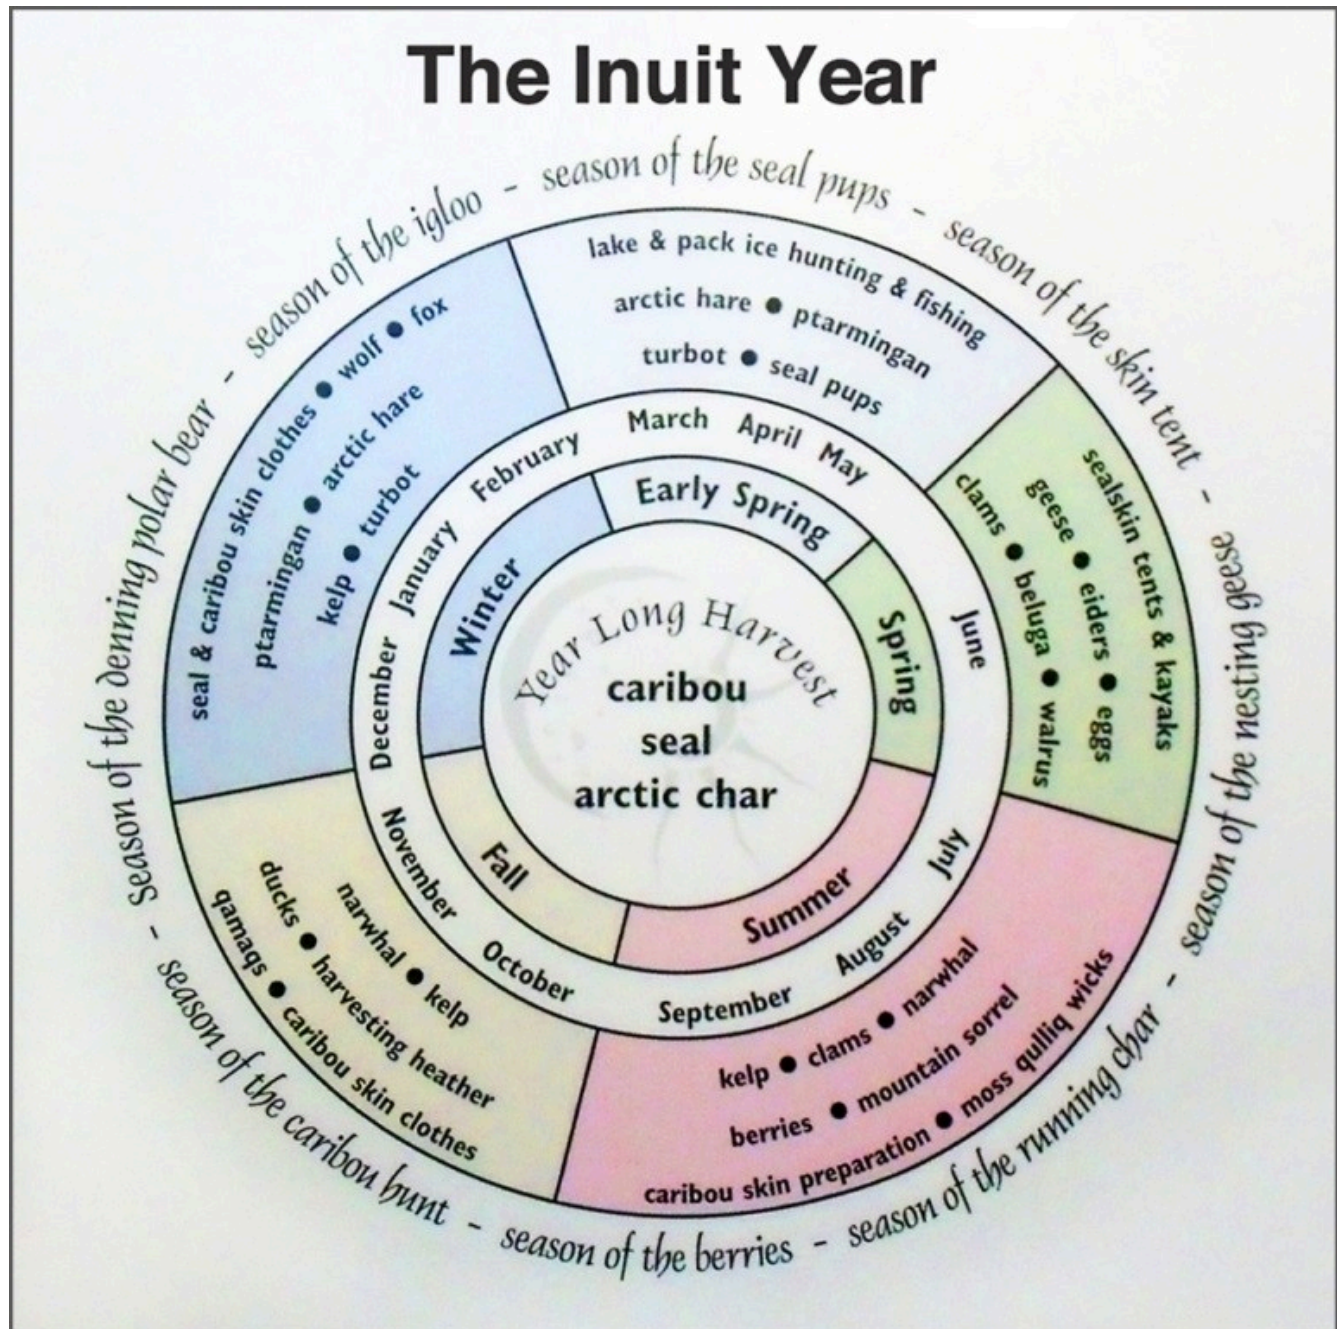 The Inuit Year
season of the igloo - season of the seal pups - season of the skin tent - season of the nesting geese - season of the running char - season of the berries - season of the caribou hunt - Season of the denning polar bear -
lake & pack ice hunting & fishing
arctic hare ● ptarmigan
turbot ● seal pups
sealskin tents & kayaks
geese ● eiders ● eggs
clams ● beluga ● walrus
kelp ● clams ● narwhal
berries ● mountain sorrel
caribou skin preparation ● moss qulliq wicks
narwhal ● kelp
ducks ● harvesting heather
qamaqs ● caribou skin clothes
seal & caribou skin clothes ● wolf ● fox
ptarmingan ● arctic hare
kelp ● turbot
January February March April May June July August September October November December
Early Spring
Spring
Summer
Fall
Winter
Year Long Harvest
caribou
seal
arctic char